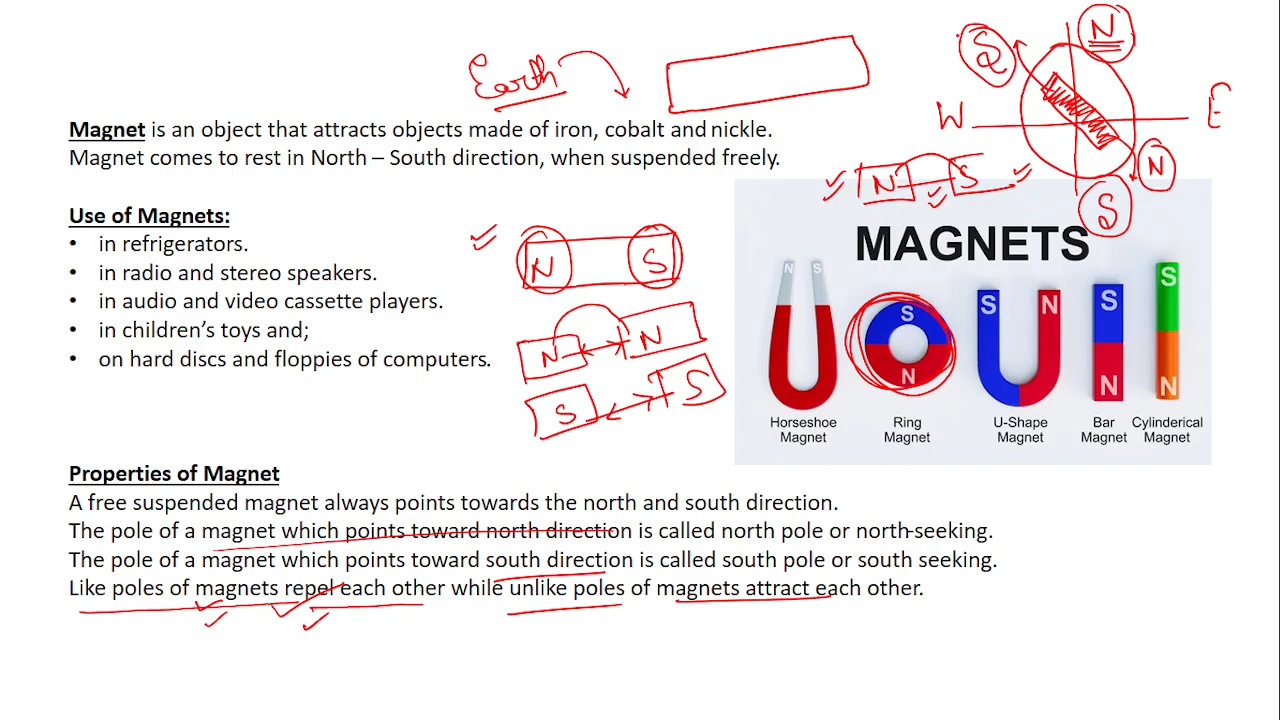 Earth
S
N
W
E
N
S
N
S
Magnet is an object that attracts objects made of iron, cobalt and nickle.
Magnet comes to rest in North – South direction, when suspended freely.
Use of Magnets:
• in refrigerators.
• in radio and stereo speakers.
• in audio and video cassette players.
• in children's toys and;
• on hard discs and floppies of computers.
N S
N N
S S
MAGNETS
N S
S
N
S N
S
N
S
N
Horseshoe Magnet
Ring Magnet
U-Shape Magnet
Bar Magnet
Cylinderical Magnet
Properties of Magnet
A free suspended magnet always points towards the north and south direction.
The pole of a magnet which points toward north direction is called north pole or north-seeking.
The pole of a magnet which points toward south direction is called south pole or south seeking.
Like poles of magnets repel each other while unlike poles of magnets attract each other.